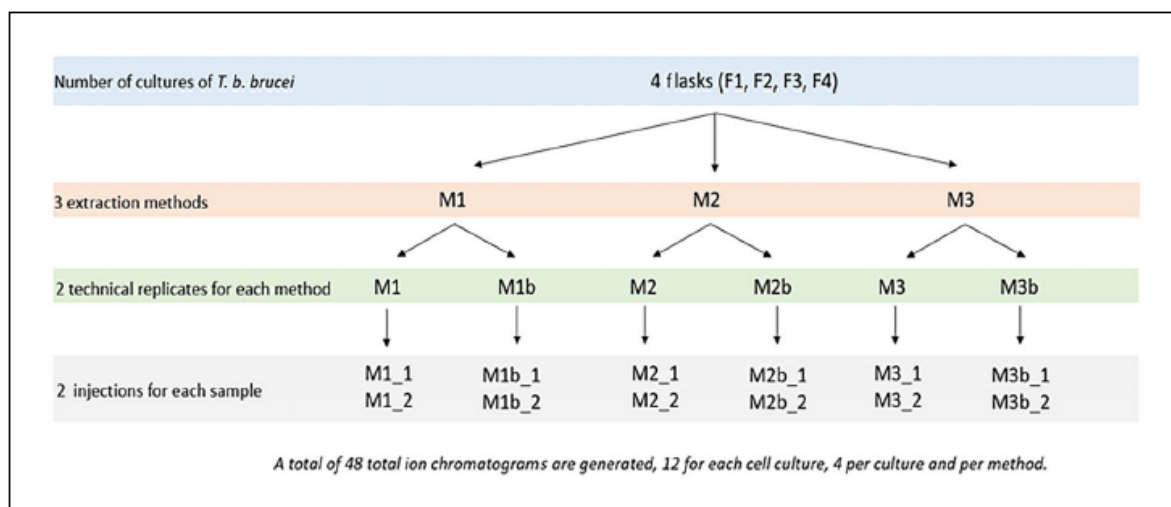 Number of cultures of T. b. brucei
4 flasks (F1, F2, F3, F4)
3 extraction methods
M1 M2 M3
2 technical replicates for each method
M1 M1b M2 M2b M3 M3b
2 injections for each sample
M1_1 M1b_1 M2_1 M2b_1 M3_1 M3b_1
M1_2 M1b_2 M2_2 M2b_2 M3_2 M3b_2
A total of 48 total ion chromatograms are generated, 12 for each cell culture, 4 per culture and per method.